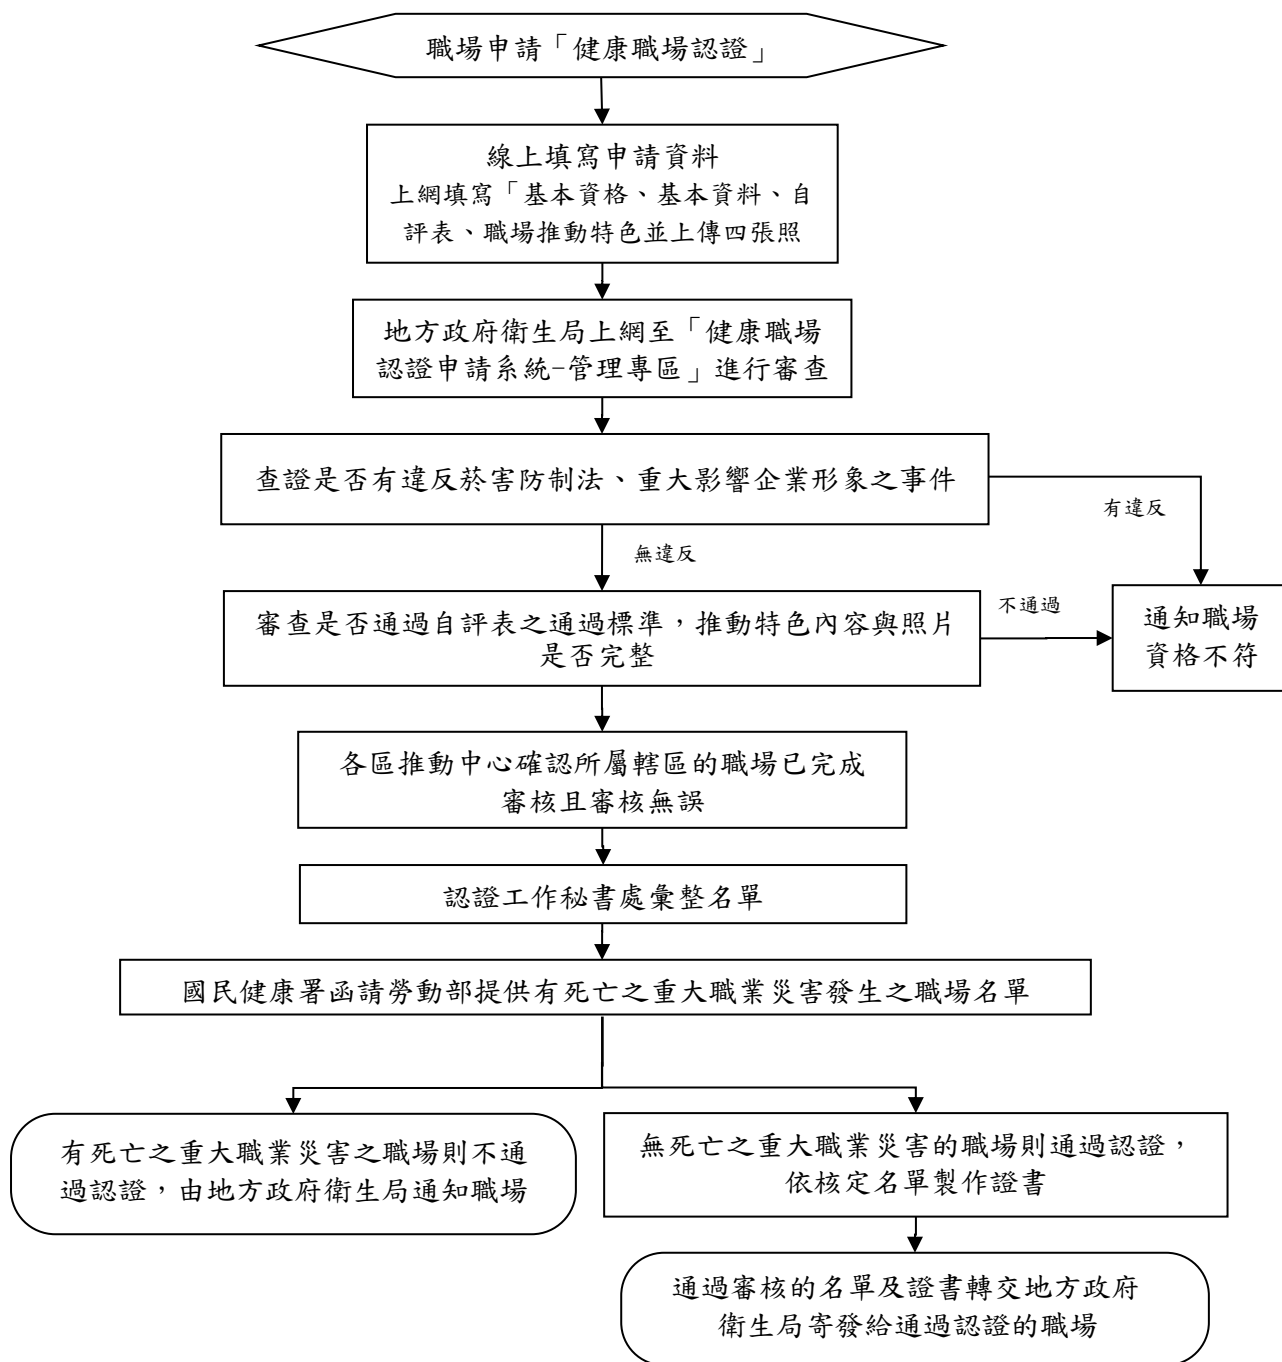 職場申請「健康職場認證」
線上填寫申請資料
上網填寫「基本資格、基本資料、自
評表、職場推動特色並上傳四張照
地方政府衛生局上網至「健康職場
認證申請系統-管理專區」進行審查
查證是否有違反菸害防制法、重大影響企業形象之事件
有違反
無違反
審查是否通過自評表之通過標準，推動特色內容與照片
是否完整
不通過
通知職場
資格不符
各區推動中心確認所屬轄區的職場已完成
審核且審核無誤
認證工作秘書處彙整名單
國民健康署函請勞動部提供有死亡之重大職業災害發生之職場名單
有死亡之重大職業災害之職場則不通
過認證，由地方政府衛生局通知職場
無死亡之重大職業災害的職場則通過認證，
依核定名單製作證書
通過審核的名單及證書轉交地方政府
衛生局寄發給通過認證的職場